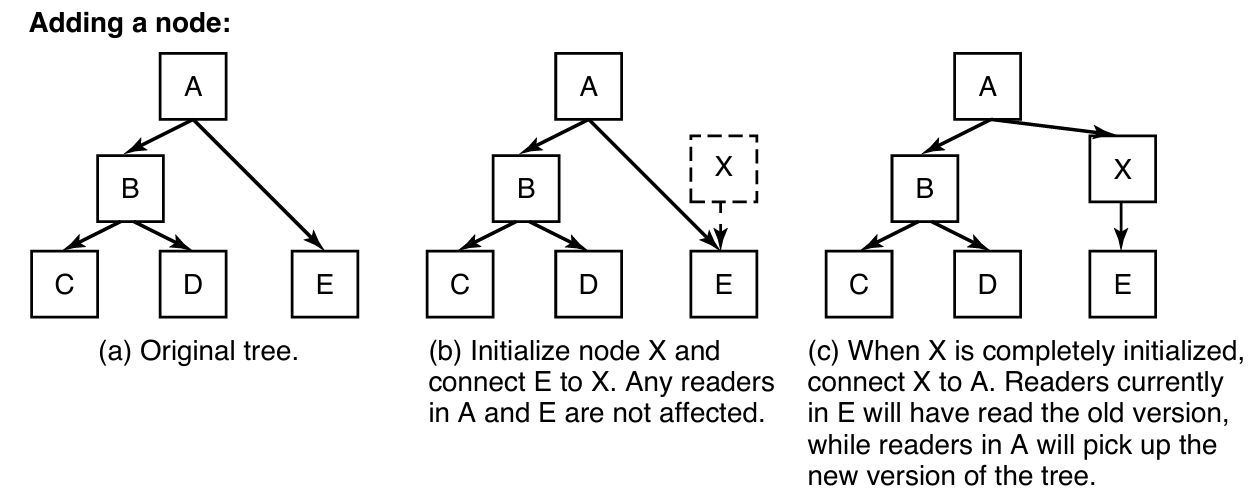 Adding a node:
A
B
C
D
E
(a) Original tree.
A
B
X
C
D
E
(b) Initialize node X and
connect E to X. Any readers
in A and E are not affected.
A
B
X
C
D
E
(c) When X is completely initialized,
connect X to A. Readers currently
in E will have read the old version,
while readers in A will pick up the
new version of the tree.